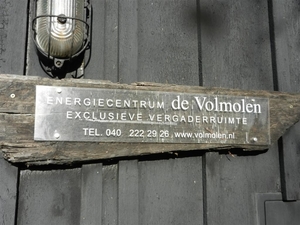 ENERGIECENTRUM de Volmolen
EXCLUSIEVE VERGADERRUIMTE
TEL. 040 222 29 26 www.volmolen.nl